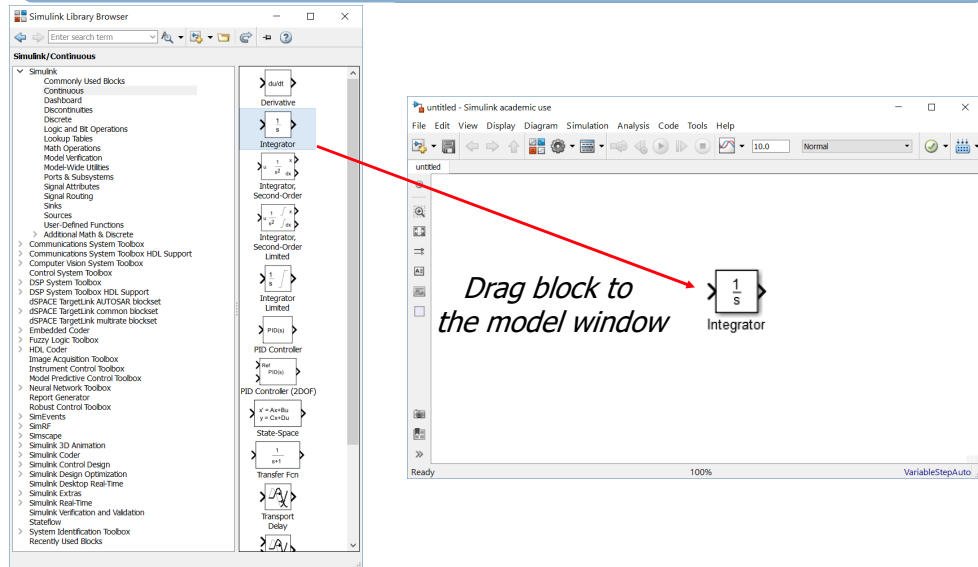 Simulink Library Browser
Enter search term
Simulink/Continuous
Simulink
Commonly Used Blocks
Continuous
Dashboard
Discontinuities
Discrete
Logic and Bit Operations
Lookup Tables
Math Operations
Model Verification
Model-Wide Utilities
Ports & Subsystems
Signal Attributes
Signal Routing
Sinks
Sources
User-Defined Functions
Additional Math & Discrete
Communications System Toolbox
Communications System Toolbox HDL Support
Computer Vision System Toolbox
Control System Toolbox
DSP System Toolbox
DSP System Toolbox HDL Support
dSPACE TargetLink AUTOSAR blockset
dSPACE TargetLink common blockset
dSPACE TargetLink multirate blockset
Embedded Coder
Fuzzy Logic Toolbox
HDL Coder
Image Acquisition Toolbox
Instrument Control Toolbox
Model Predictive Control Toolbox
Neural Network Toolbox
Report Generator
Robust Control Toolbox
SimEvents
SimRF
Simscape
Simulink 3D Animation
Simulink Coder
Simulink Control Design
Simulink Design Optimization
Simulink Desktop Real-Time
Simulink Extras
Simulink Real-Time
Simulink Verification and Validation
Stateflow
System Identification Toolbox
Recently Used Blocks
du/dt
Derivative
1
s
Integrator
u 1 x
s² dx
Integrator,
Second-Order
u 1 x
s² dx
Integrator,
Second-Order
Limited
1
s
Integrator
Limited
PID(s)
PID Controller
Ref
PID(s)
PID Controller (2DOF)
x' = Ax+Bu
y = Cx+Du
State-Space
1
s+1
Transfer Fcn
Transport
Delay
untitled - Simulink academic use
File Edit View Display Diagram Simulation Analysis Code Tools Help
10.0 Normal
untitled
Drag block to
the model window
1
s
Integrator
Ready 100% VariableStepAuto